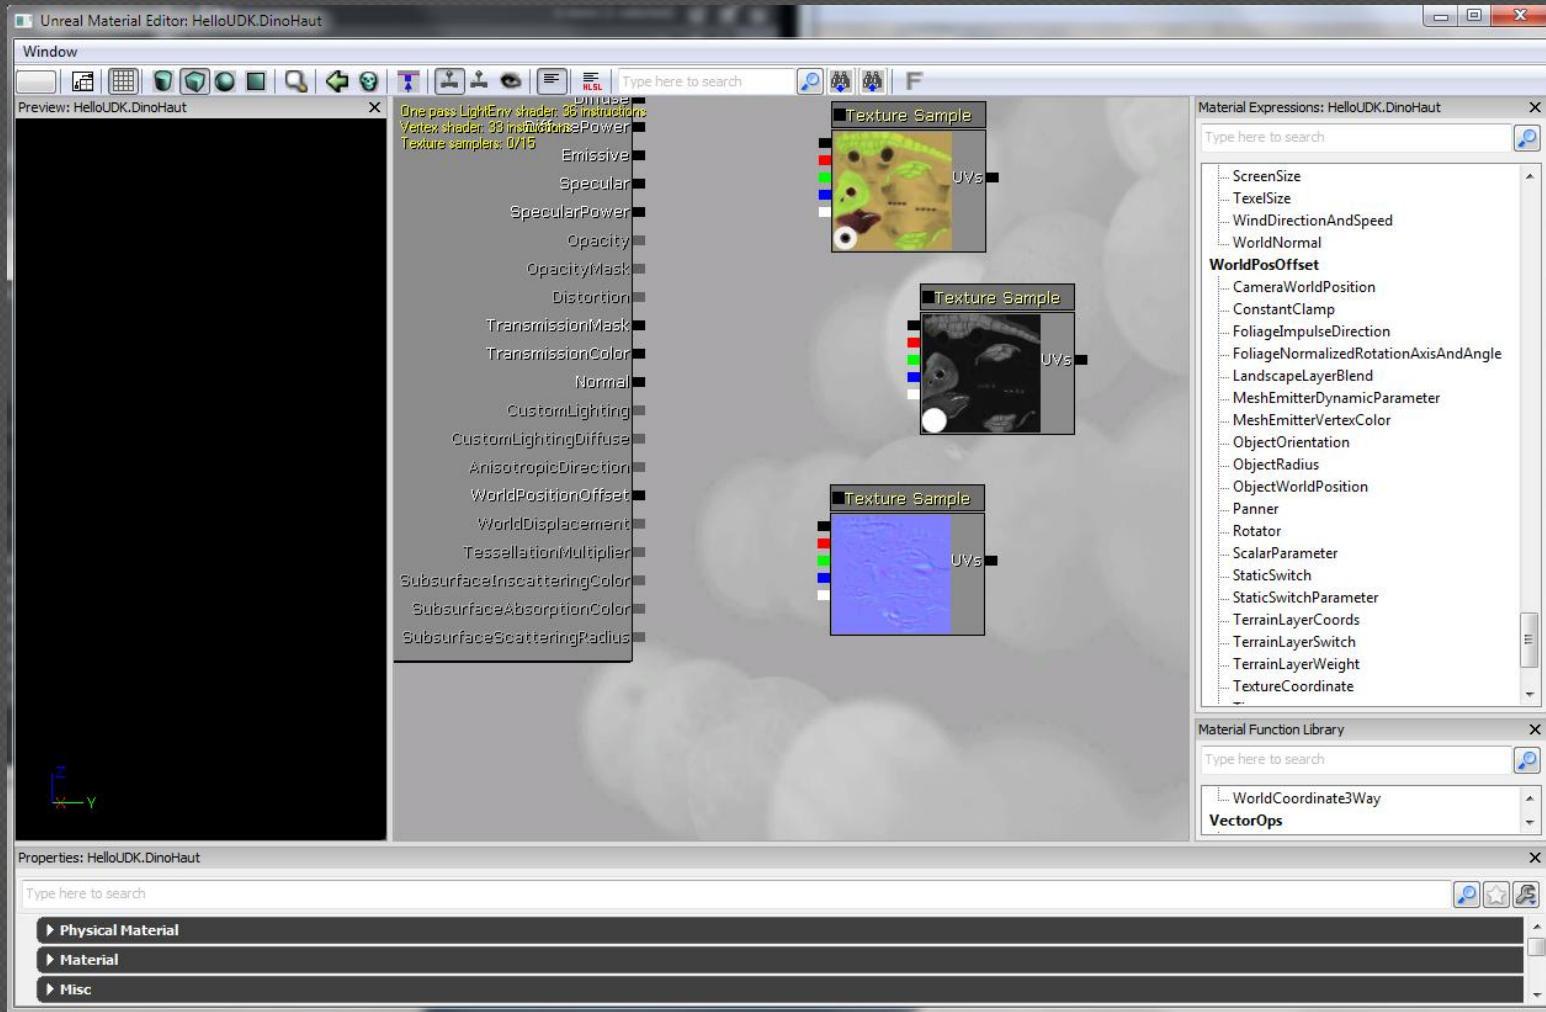 Unreal Material Editor: HelloUDK.DinoHaut
Window
HLSL
Type here to search
F
Preview: HelloUDK.DinoHaut
Z
X
Y
Diffuse
One pass LightEnv shader: 36 instructions
Vertex shader: 33 instructions
DiffusePower
Texture samplers: 0/15
Emissive
Specular
SpecularPower
Opacity
OpacityMask
Distortion
TransmissionMask
TransmissionColor
Normal
CustomLighting
CustomLightingDiffuse
AnisotropicDirection
WorldPositionOffset
WorldDisplacement
TessellationMultiplier
SubsurfaceInscatteringColor
SubsurfaceAbsorptionColor
SubsurfaceScatteringRadius
Texture Sample
UVs
Texture Sample
UVs
Texture Sample
UVs
Material Expressions: HelloUDK.DinoHaut
Type here to search
ScreenSize
TexelSize
WindDirectionAndSpeed
WorldNormal
WorldPosOffset
CameraWorldPosition
ConstantClamp
FoliageImpulseDirection
FoliageNormalizedRotationAxisAndAngle
LandscapeLayerBlend
MeshEmitterDynamicParameter
MeshEmitterVertexColor
ObjectOrientation
ObjectRadius
ObjectWorldPosition
Panner
Rotator
ScalarParameter
StaticSwitch
StaticSwitchParameter
TerrainLayerCoords
TerrainLayerSwitch
TerrainLayerWeight
TextureCoordinate
Material Function Library
Type here to search
WorldCoordinate3Way
VectorOps
Properties: HelloUDK.DinoHaut
Type here to search
Physical Material
Material
Misc